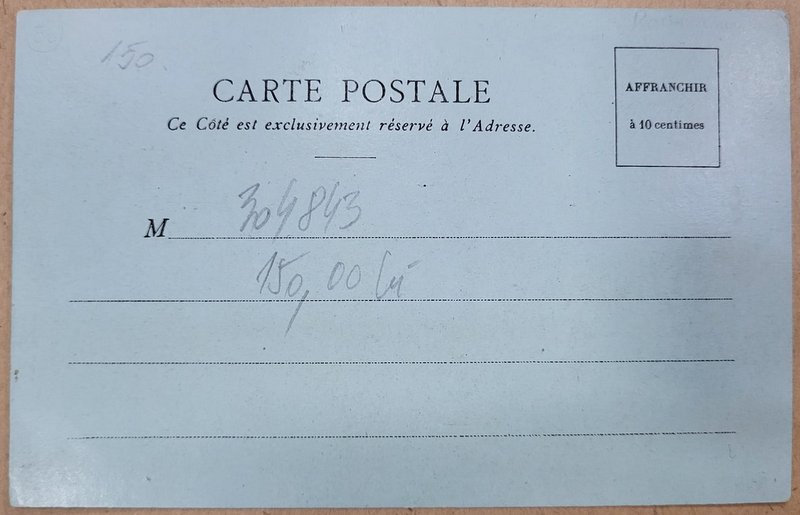 150
CARTE POSTALE
Ce Côté est exclusivement réservé à l'Adresse.
AFFRANCHIR
à 10 centimes
M
304843
150,00